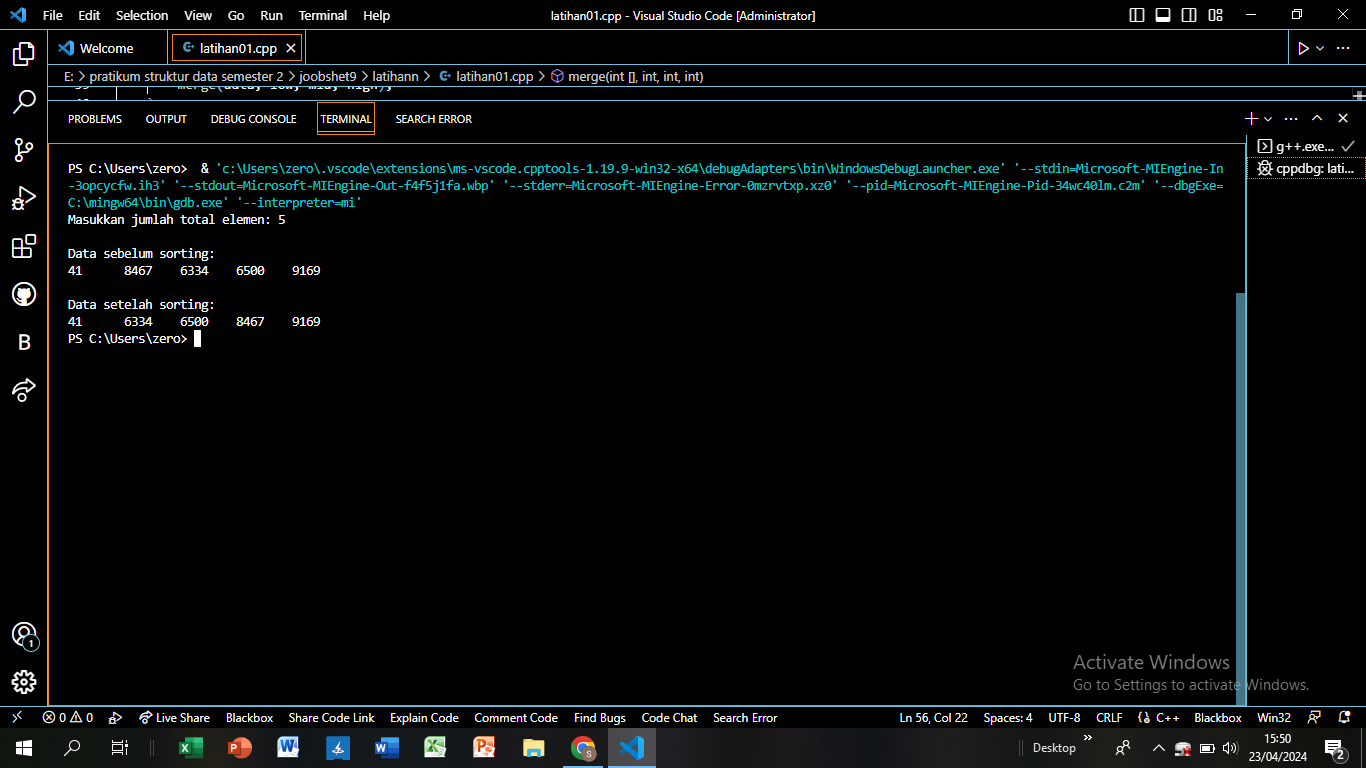 File Edit Selection View Go Run Terminal Help latihan01.cpp - Visual Studio Code [Administrator]
Welcome latihan01.cpp
E: > pratikum struktur data semester 2 > joobshet9 > latihann > latihan01.cpp > merge(int [], int, int, int)
PROBLEMS OUTPUT DEBUG CONSOLE TERMINAL SEARCH ERROR
g++.exe...
cppdbg: lati...
PS C:\Users\zero> & 'c:\Users\zero\.vscode\extensions\ms-vscode.cpptools-1.19.9-win32-x64\debugAdapters\bin\WindowsDebugLauncher.exe' '--stdin=Microsoft-MIEngine-In
-3opcycfw.ih3' '--stdout=Microsoft-MIEngine-Out-f4f5j1fa.wbp' '--stderr=Microsoft-MIEngine-Error-0mzrvtxp.xz0' '--pid=Microsoft-MIEngine-Pid-34wc40lm.c2m' '--dbgExe=
C:\mingw64\bin\gdb.exe' '--interpreter=mi'
Masukkan jumlah total elemen: 5
Data sebelum sorting:
41 8467 6334 6500 9169
Data setelah sorting:
41 6334 6500 8467 9169
PS C:\Users\zero>
B
1
Activate Windows
Go to Settings to activate Windows.
0 0 Live Share Blackbox Share Code Link Explain Code Comment Code Find Bugs Code Chat Search Error Ln 56, Col 22 Spaces: 4 UTF-8 CRLF {} C++ Blackbox Win32
Desktop
15:50
23/04/2024
2